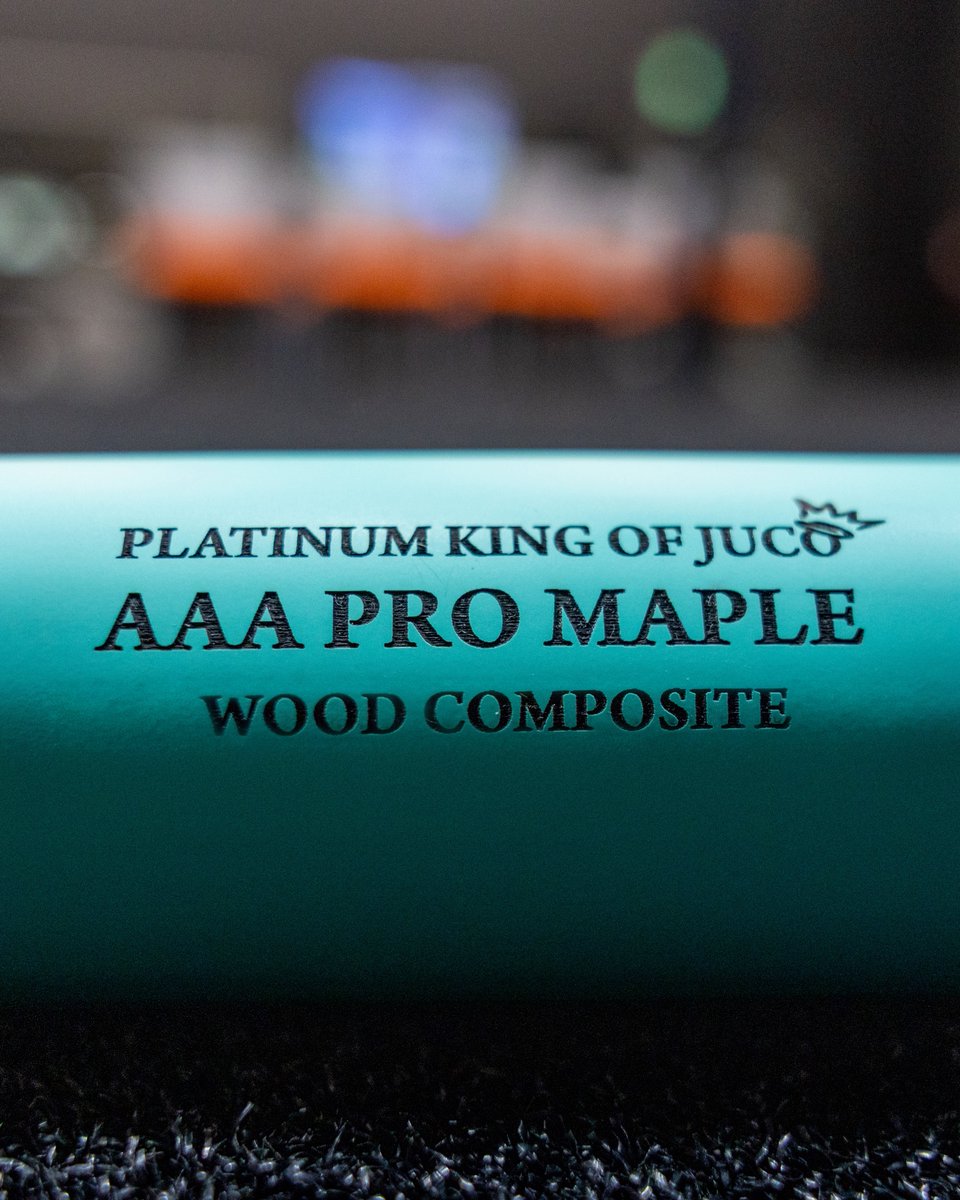 PLATINUM KING OF JUCO
AAA PRO MAPLE
WOOD COMPOSITE